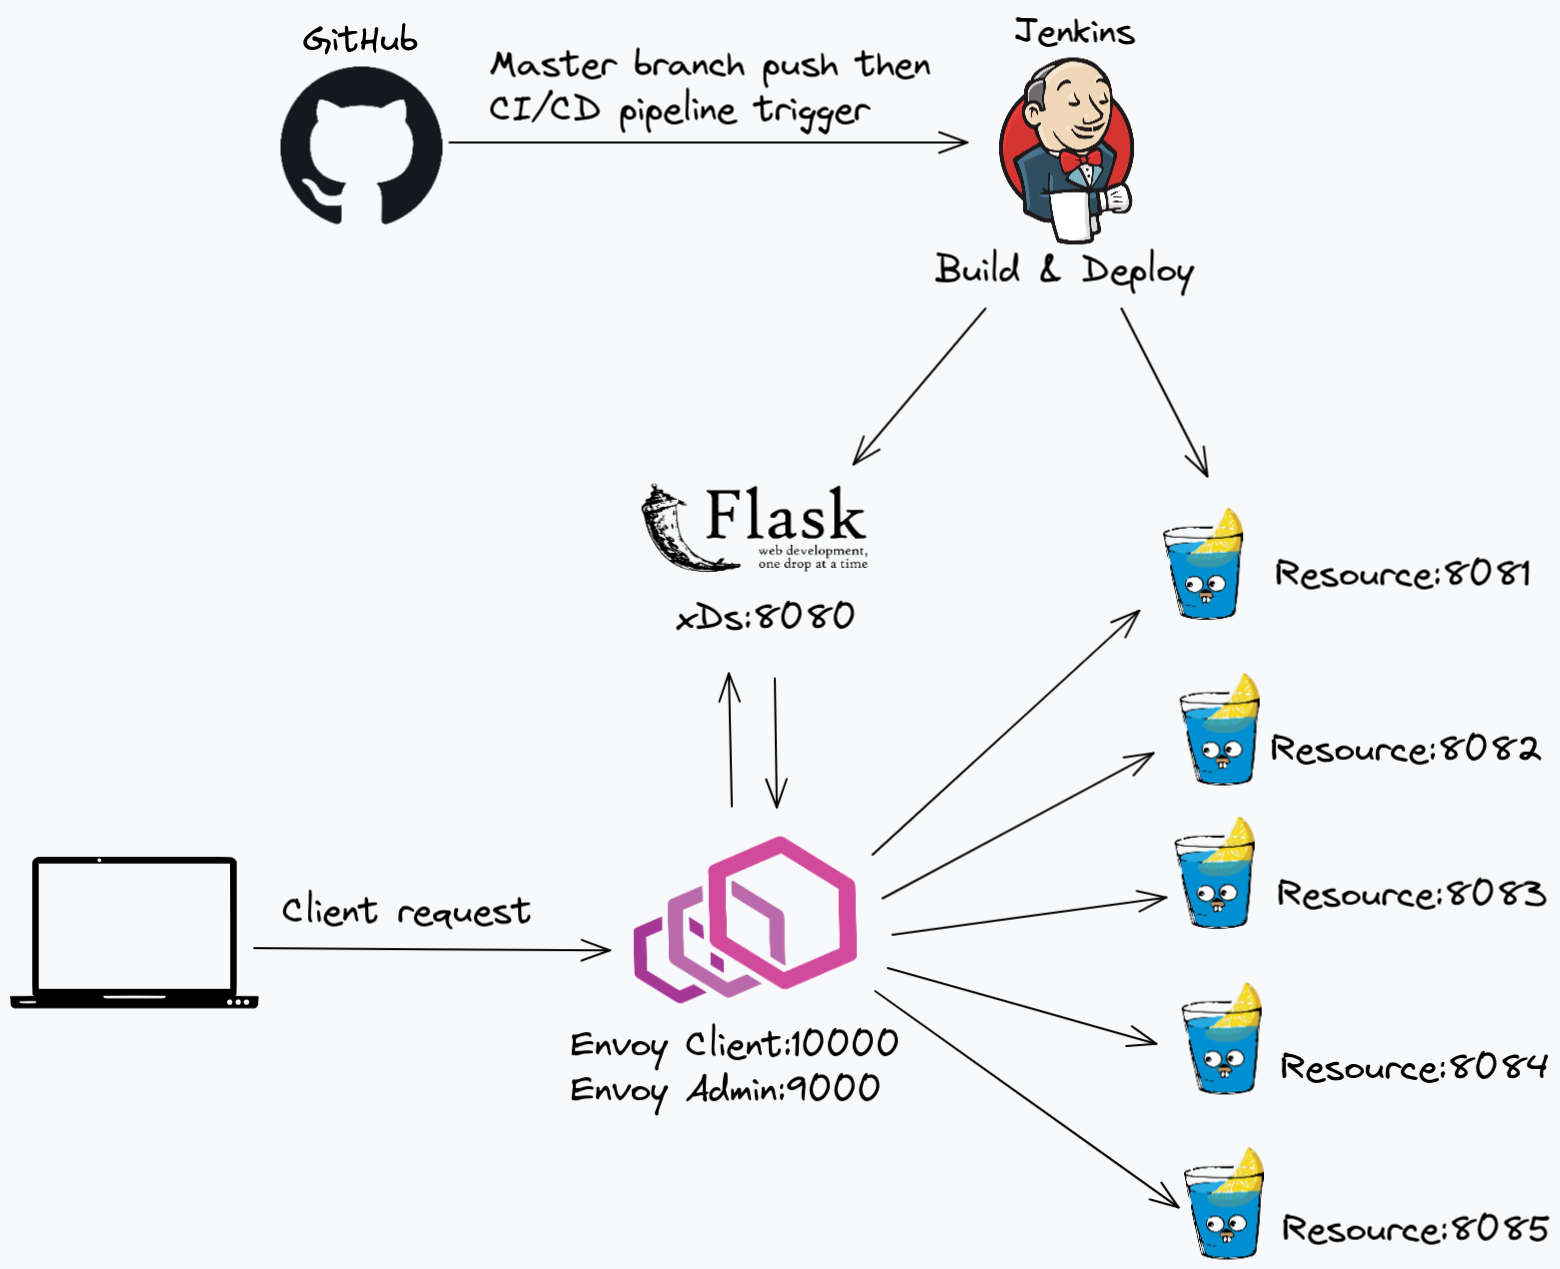 GitHub
Master branch push then
CI/CD pipeline trigger
Jenkins
Build & Deploy
Flask
web development,
one drop at a time
xDs:8080
Resource:8081
Resource:8082
Resource:8083
Resource:8084
Resource:8085
Client request
Envoy Client:10000
Envoy Admin:9000